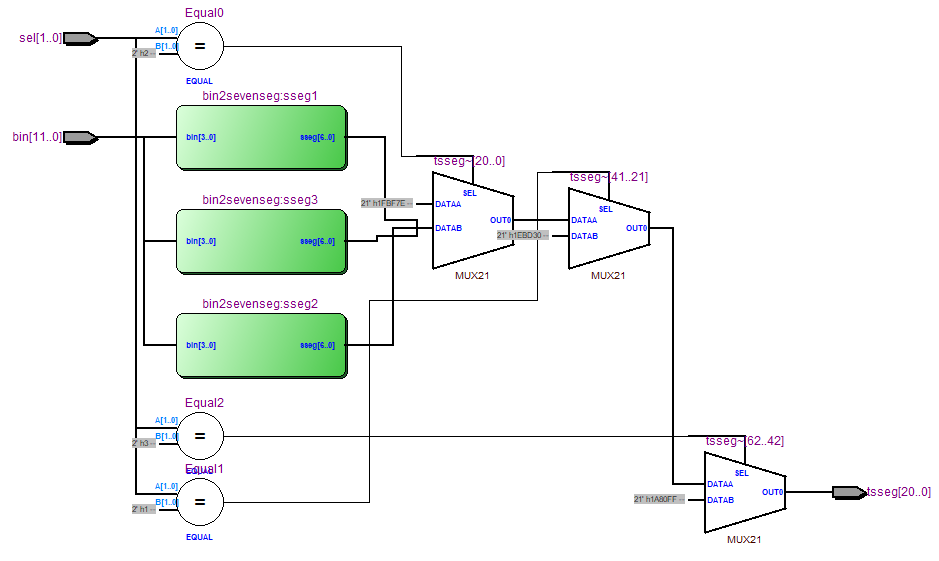 Equal0
sel[1..0]
A[1..0]
B[1..0]
2' h2 --
=
EQUAL
bin2sevenseg:sseg1
bin[11..0]
bin[3..0]
sseg[6..0]
bin2sevenseg:sseg3
bin[3..0]
sseg[6..0]
bin2sevenseg:sseg2
bin[3..0]
sseg[6..0]
tsseg~[20..0]
SEL
21' h1FBF7E --
DATAA
DATAB
OUT0
MUX21
tsseg~[41..21]
SEL
DATAA
21' h1EBD30 --
DATAB
OUT0
MUX21
Equal2
A[1..0]
B[1..0]
2' h3 --
=
EQUAL
Equal1
A[1..0]
B[1..0]
2' h1 --
=
EQUAL
tsseg~[62..42]
SEL
DATAA
21' h1A80FF --
DATAB
OUT0
MUX21
tsseg[20..0]